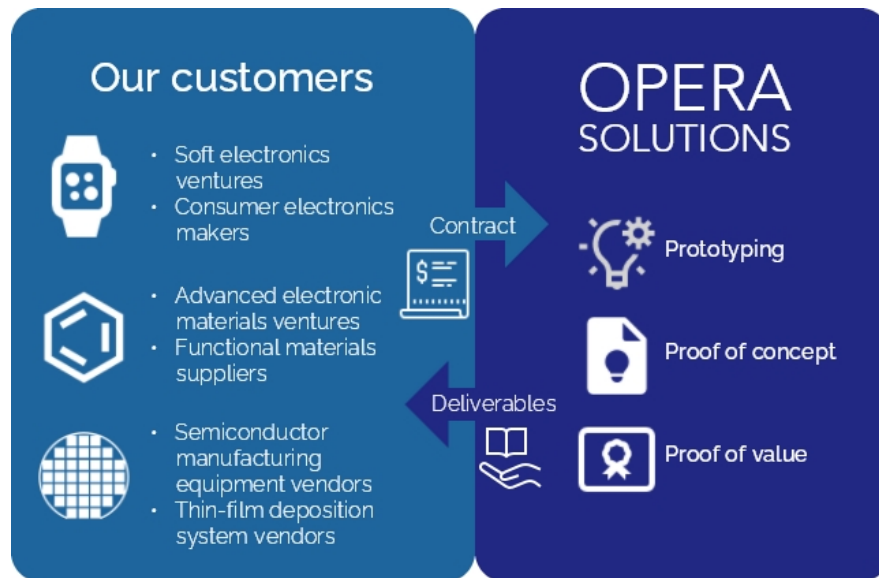 Our customers
• Soft electronics
ventures
• Consumer electronics
makers
• Advanced electronic
materials ventures
• Functional materials
suppliers
• Semiconductor
manufacturing
equipment vendors
• Thin-film deposition
system vendors
Contract
$
Deliverables
OPERA
SOLUTIONS
Prototyping
Proof of concept
Proof of value